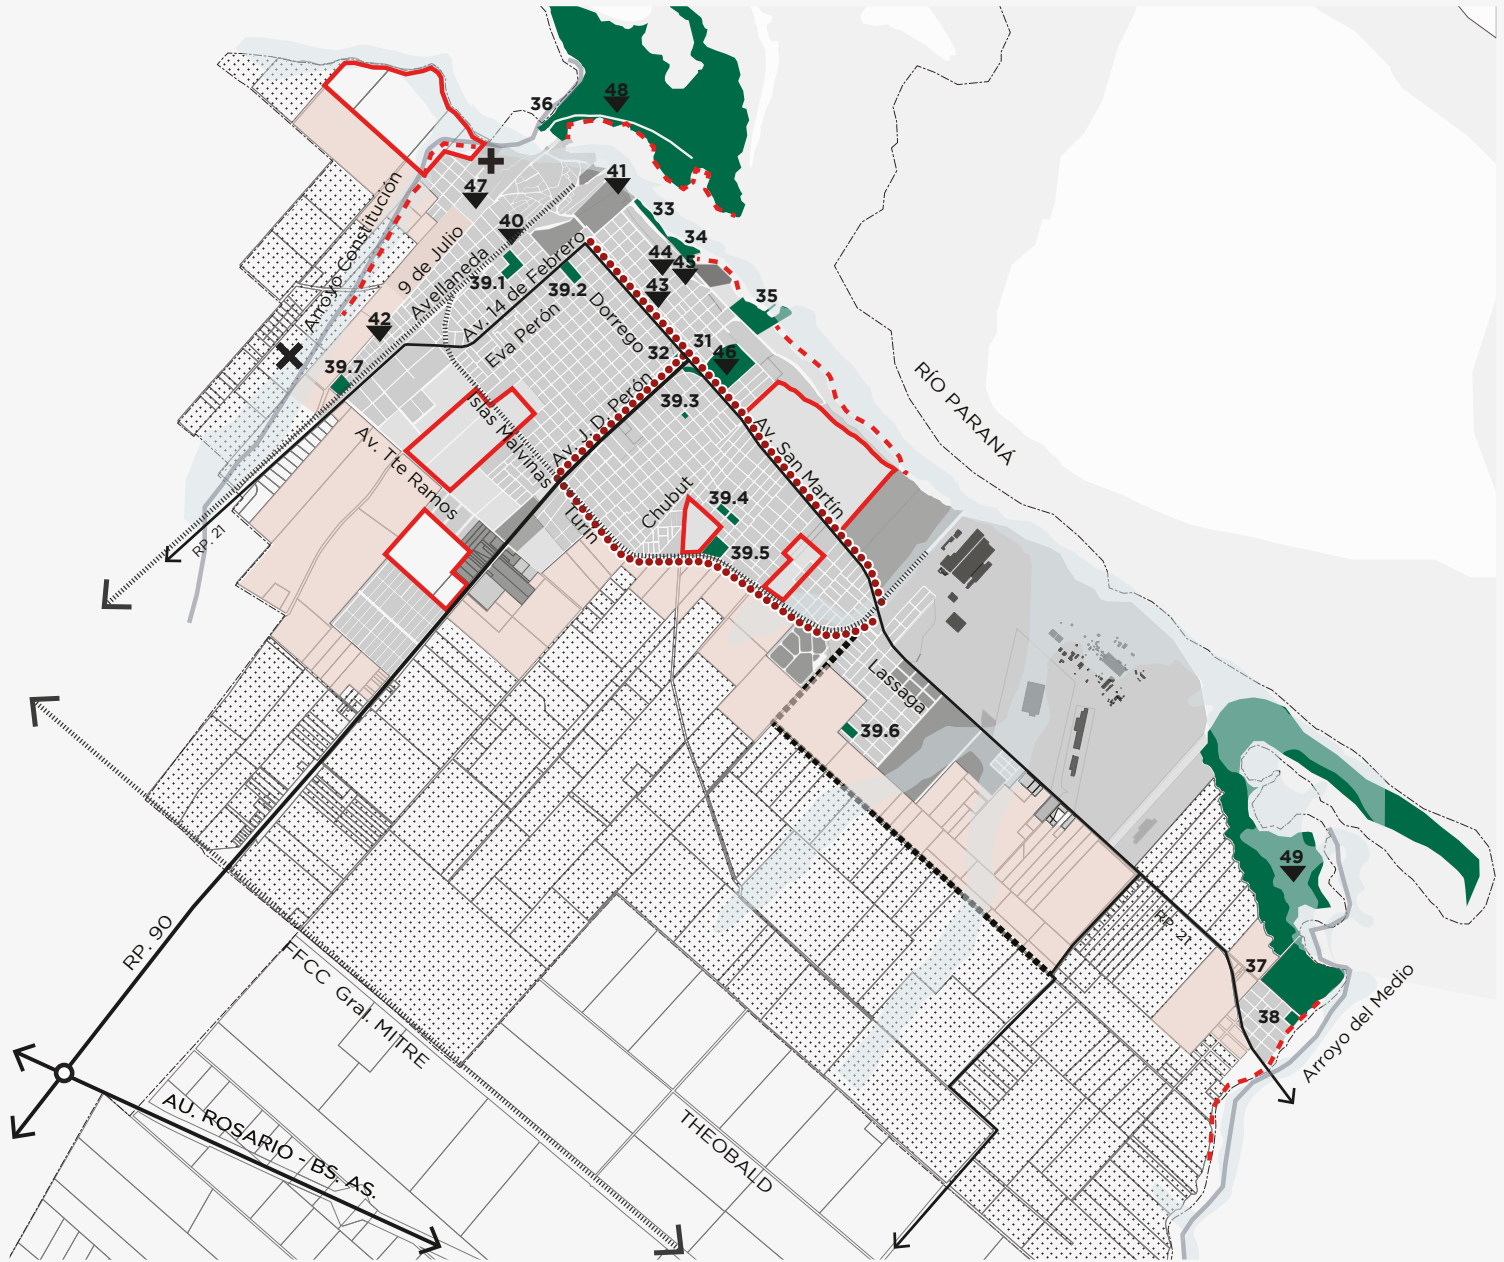 48
36
41
47
33
40
34
44
45
39.1
39.2
43
35
Arroyo Constitución
9 de Julio
Avellaneda
Av. 14 de Febrero
Eva Perón
Dorrego
42
31
32
46
39.7
39.3
RÍO PARANÁ
Islas Malvinas
Av. J. D. Perón
Av. San Martín
Av. Tte Ramos
Chubut
39.4
Turín
39.5
RP. 21
Lassaga
39.6
49
RP. 90
RP. 21
37
38
Arroyo del Medio
FFCC Gral. MITRE
AU. ROSARIO - BS. AS.
THEOBALD